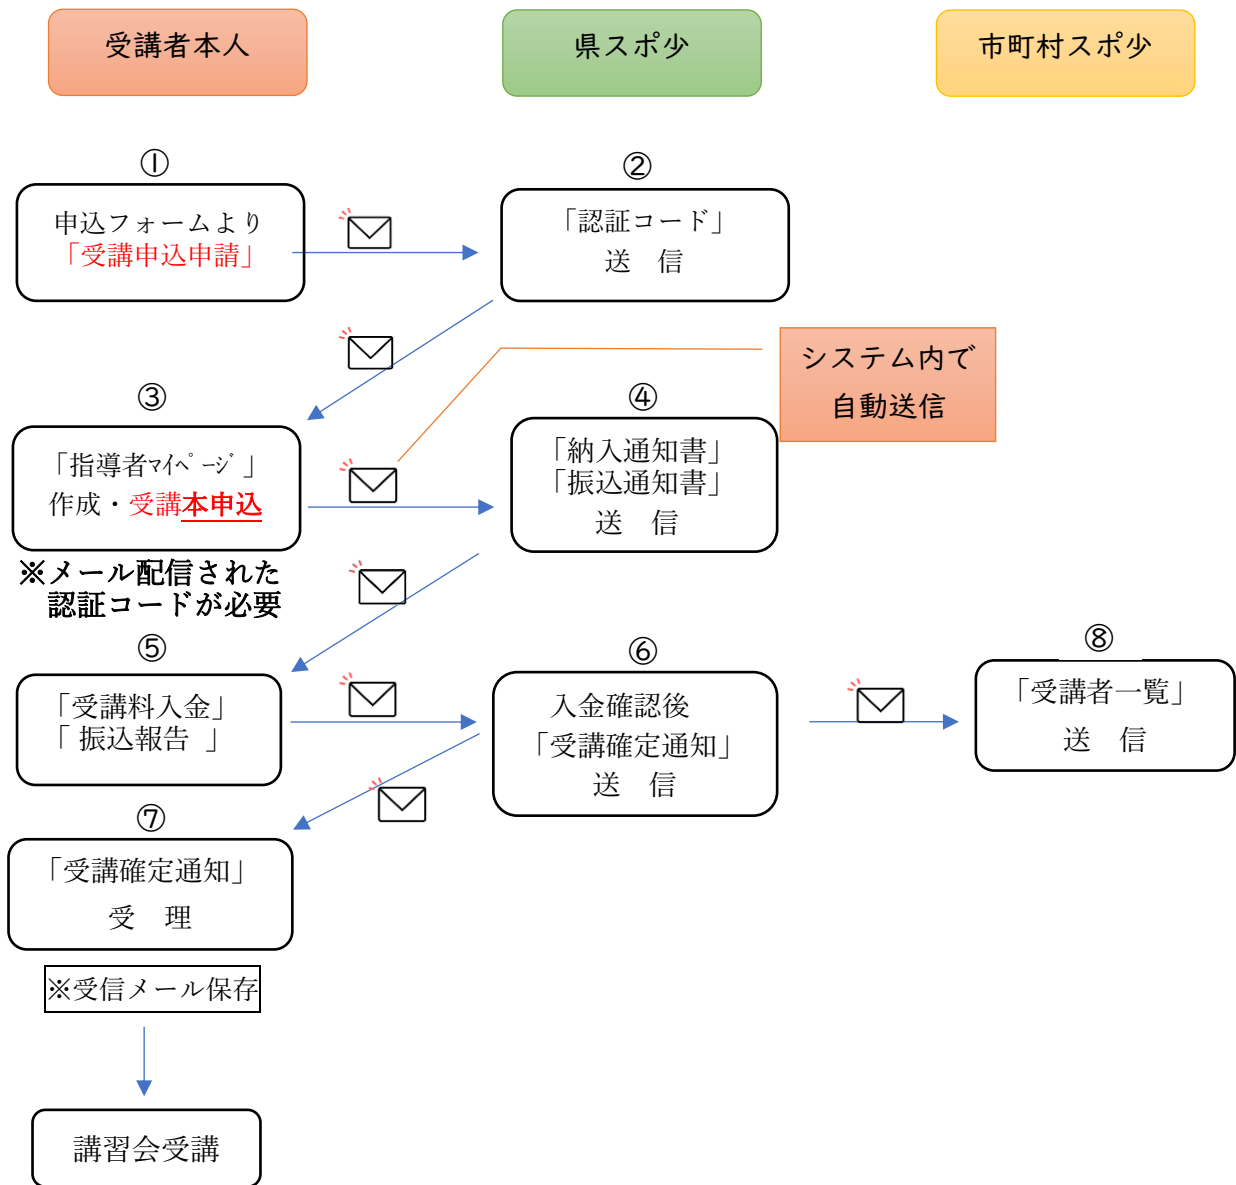 受講者本人
県スポ少
市町村スポ少
①
申込フォームより
「受講申込申請」
②
「認証コード」
送　信
システム内で
自動送信
③
「指導者ﾏｲﾍﾟｰｼﾞ」
作成・受講本申込
※メール配信された
認証コードが必要
④
「納入通知書」
「振込通知書」
送　信
⑤
「受講料入金」
「 振込報告 」
⑥
入金確認後
「受講確定通知」
送　信
⑧
「受講者一覧」
送　信
⑦
「受講確定通知」
受　理
※受信メール保存
講習会受講